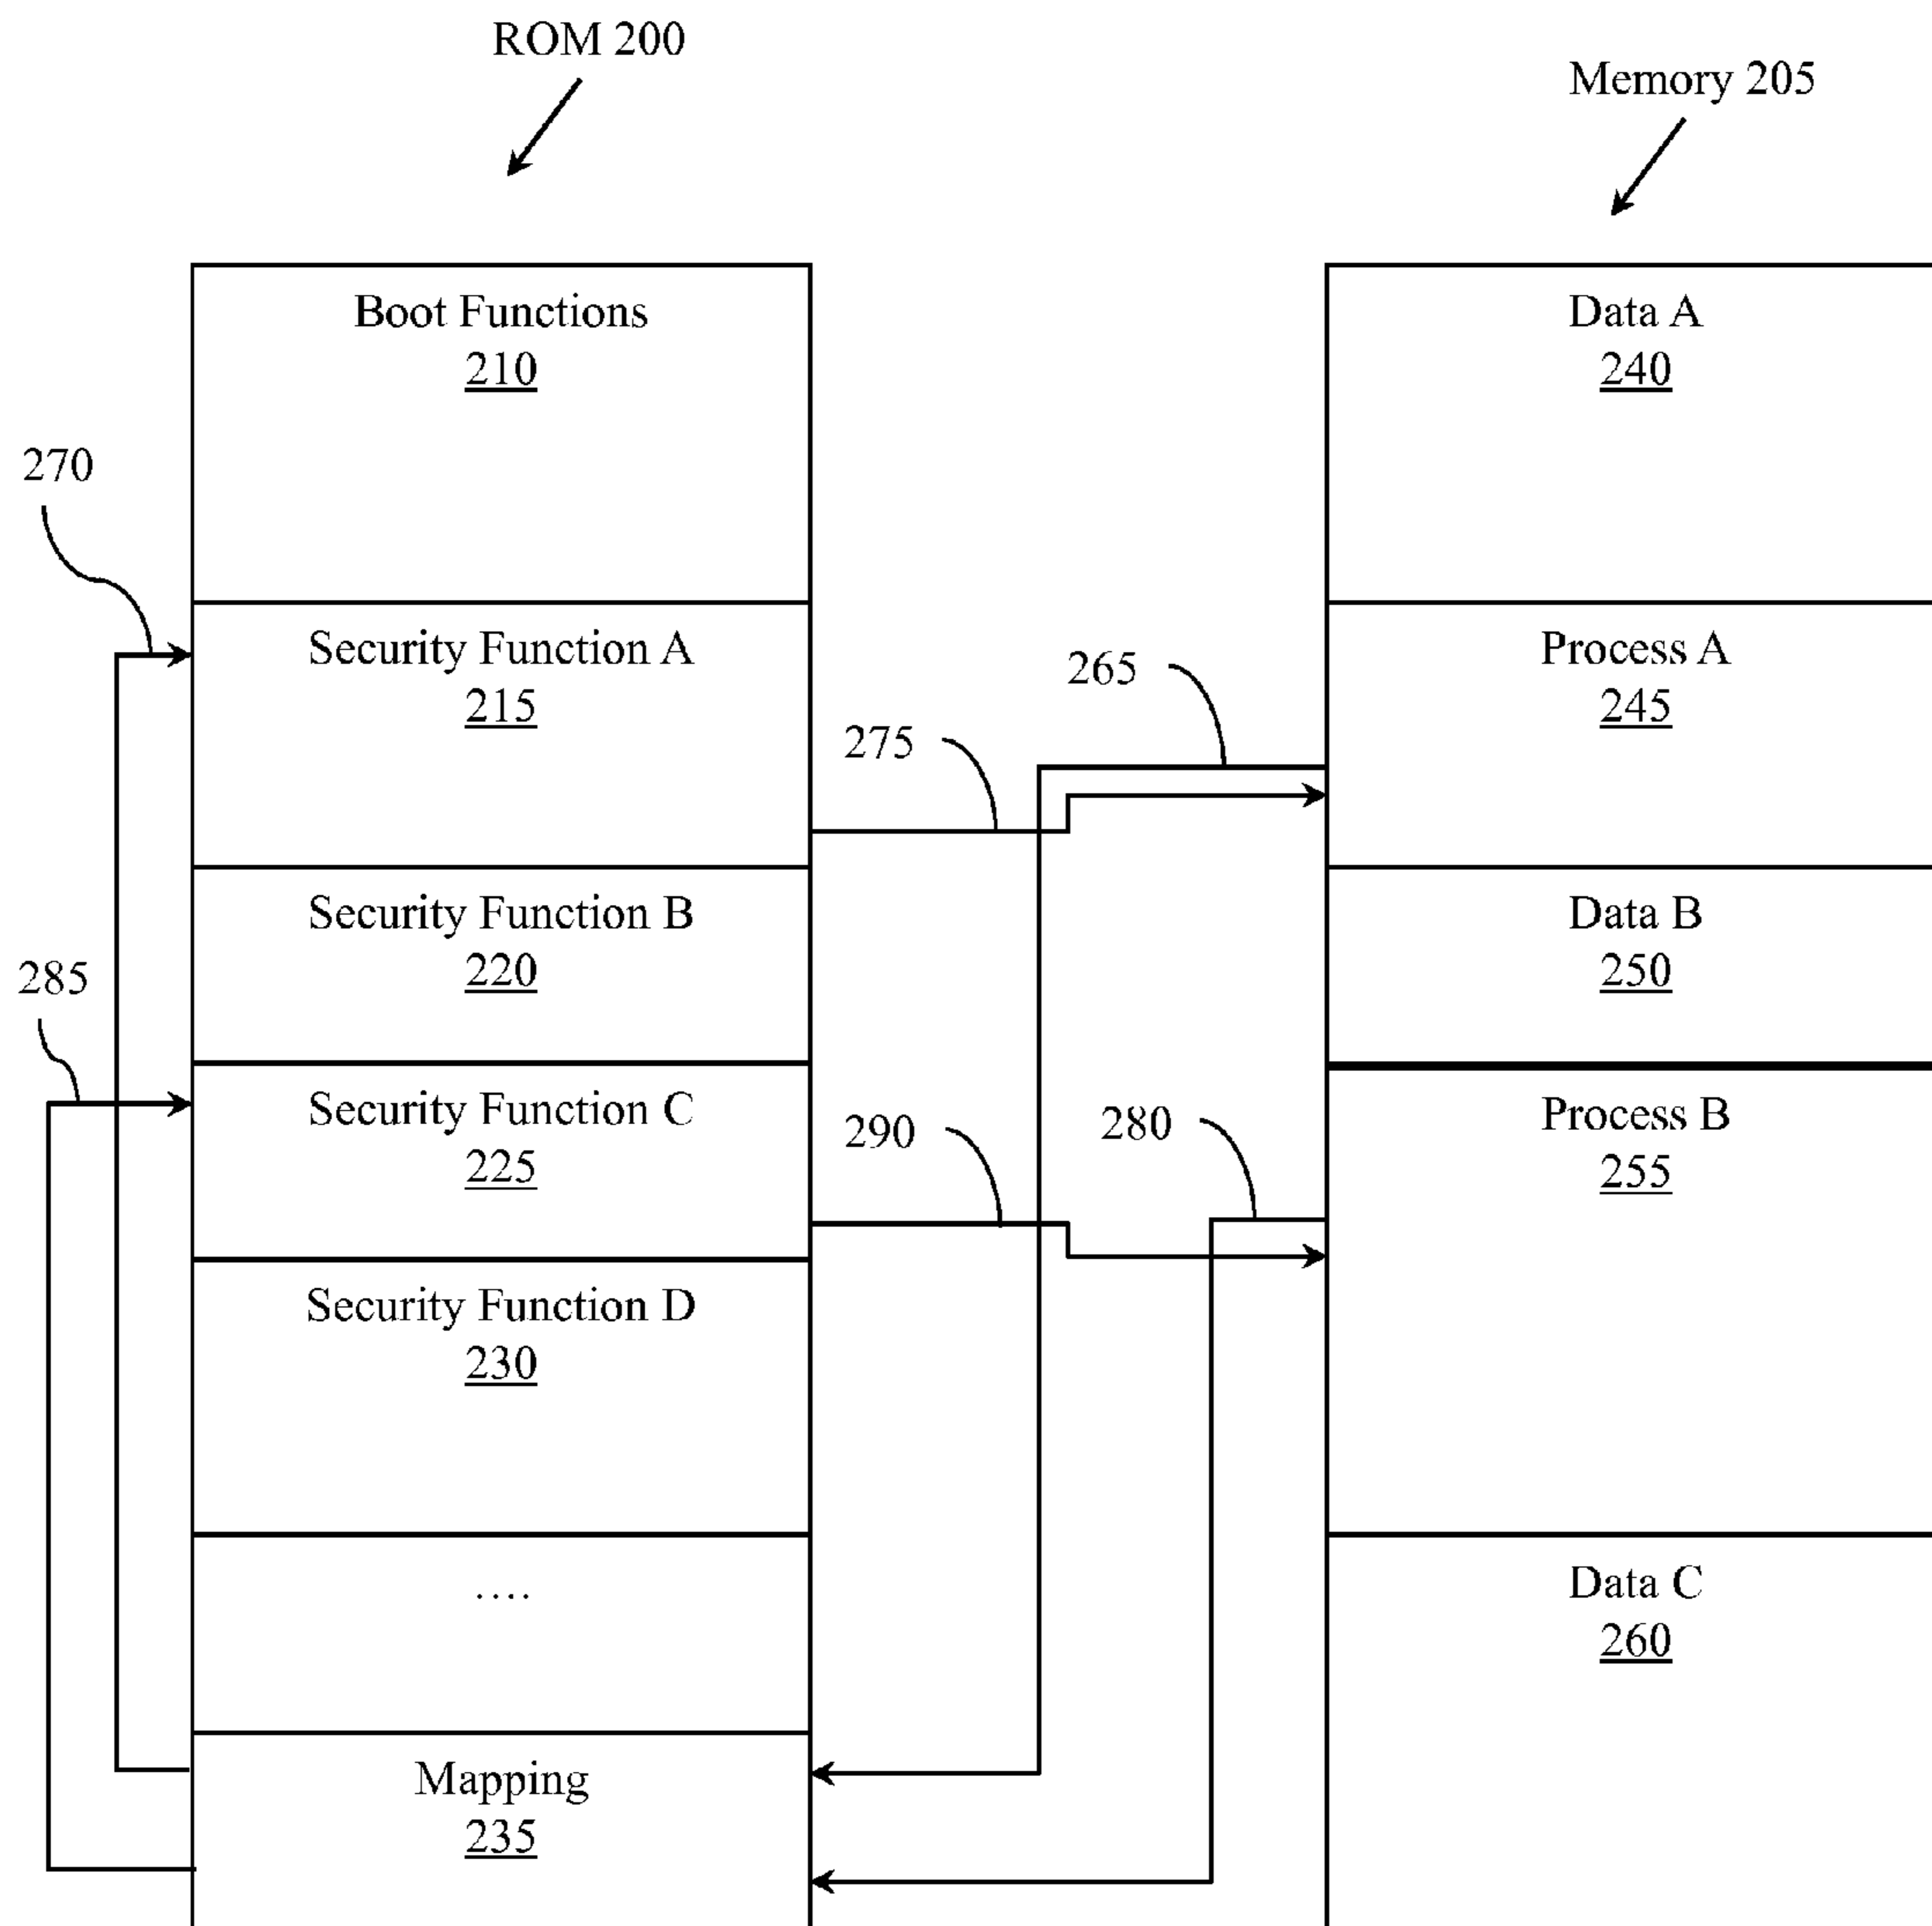 ROM 200
Memory 205
Boot Functions
210
Data A
240
270
Security Function A
215
265
Process A
245
275
Security Function B
220
Data B
250
285
Security Function C
225
290
280
Process B
255
Security Function D
230
....
Data C
260
Mapping
235